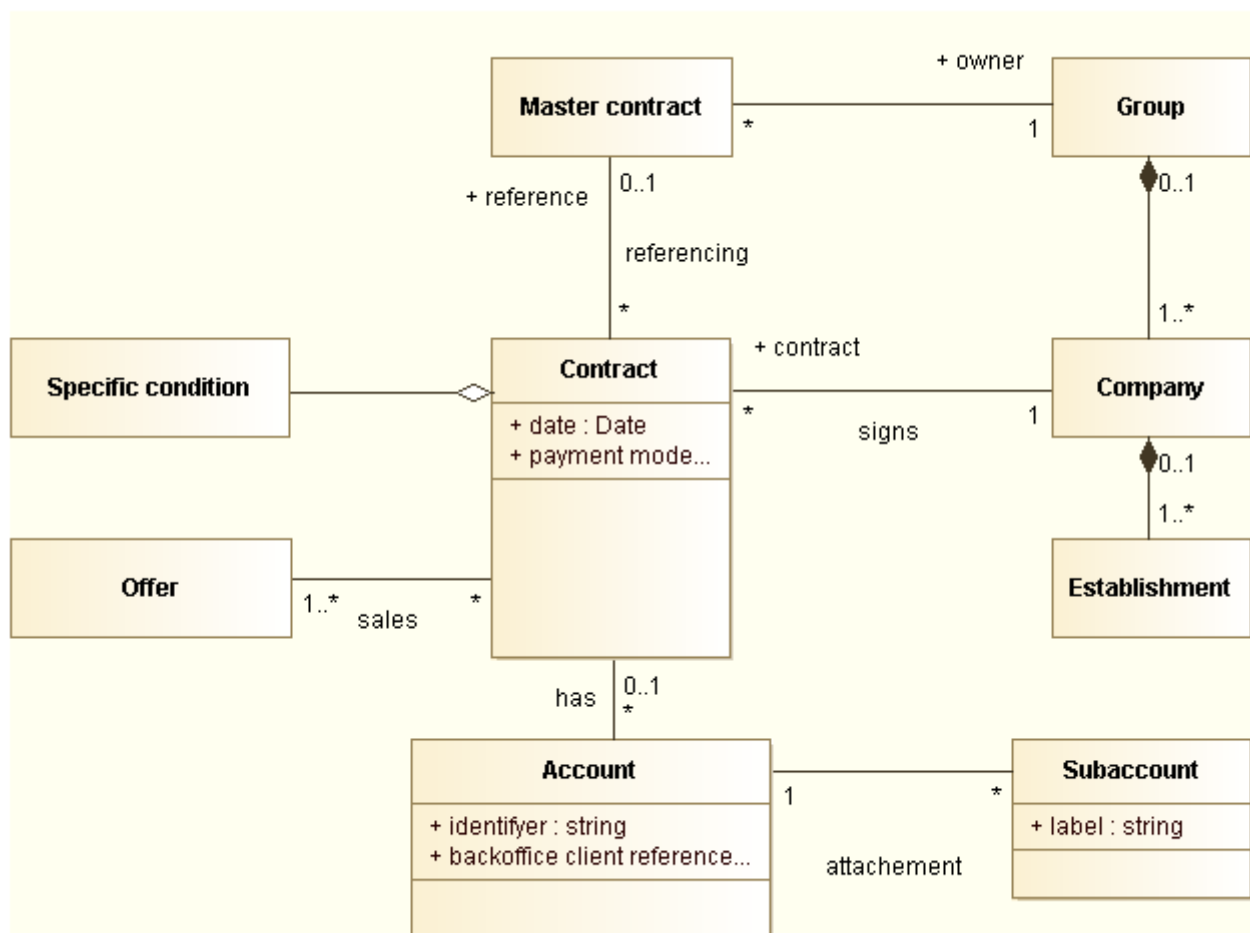 + owner
Master contract
Group
*
1
+ reference
0..1
0..1
referencing
*
1..*
+ contract
Specific condition
Contract
Company
+ date : Date
+ payment mode...
*
signs
1
0..1
1..*
Offer
Establishment
1..*
sales
*
has
0..1
*
Account
Subaccount
1
*
+ identifyer : string
+ backoffice client reference...
+ label : string
attachement